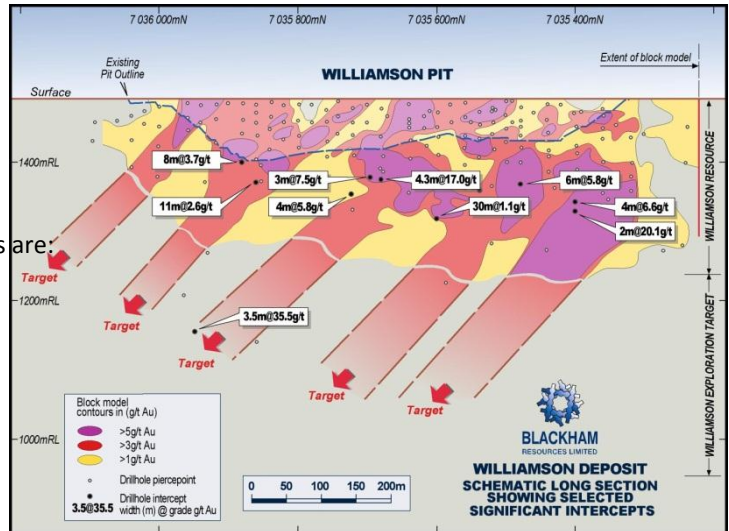 7 036 000mN
7 035 800mN
7 035 600mN
7 035 400mN
Existing
Pit Outline
WILLIAMSON PIT
Extent of block model
Surface
1400mRL
8m@3.7g/t
3m@7.5g/t
4.3m@17.0g/t
6m@5.8g/t
11m@2.6g/t
4m@5.8g/t
30m@1.1g/t
4m@6.6g/t
2m@20.1g/t
WILLIAMSON RESOURCE
s are:
Target
1200mRL
Target
3.5m@35.5g/t
Target
Target
Target
WILLIAMSON EXPLORATION TARGET
Block model
contours in (g/t Au)
>5g/t Au
>3g/t Au
>1g/t Au
Drillhole piercepoint
Drillhole intercept
3.5@35.5 width (m) @ grade g/t Au
1000mRL
0 50 100 150 200m
BLACKHAM
RESOURCES LIMITED
WILLIAMSON DEPOSIT
SCHEMATIC LONG SECTION
SHOWING SELECTED
SIGNIFICANT INTERCEPTS